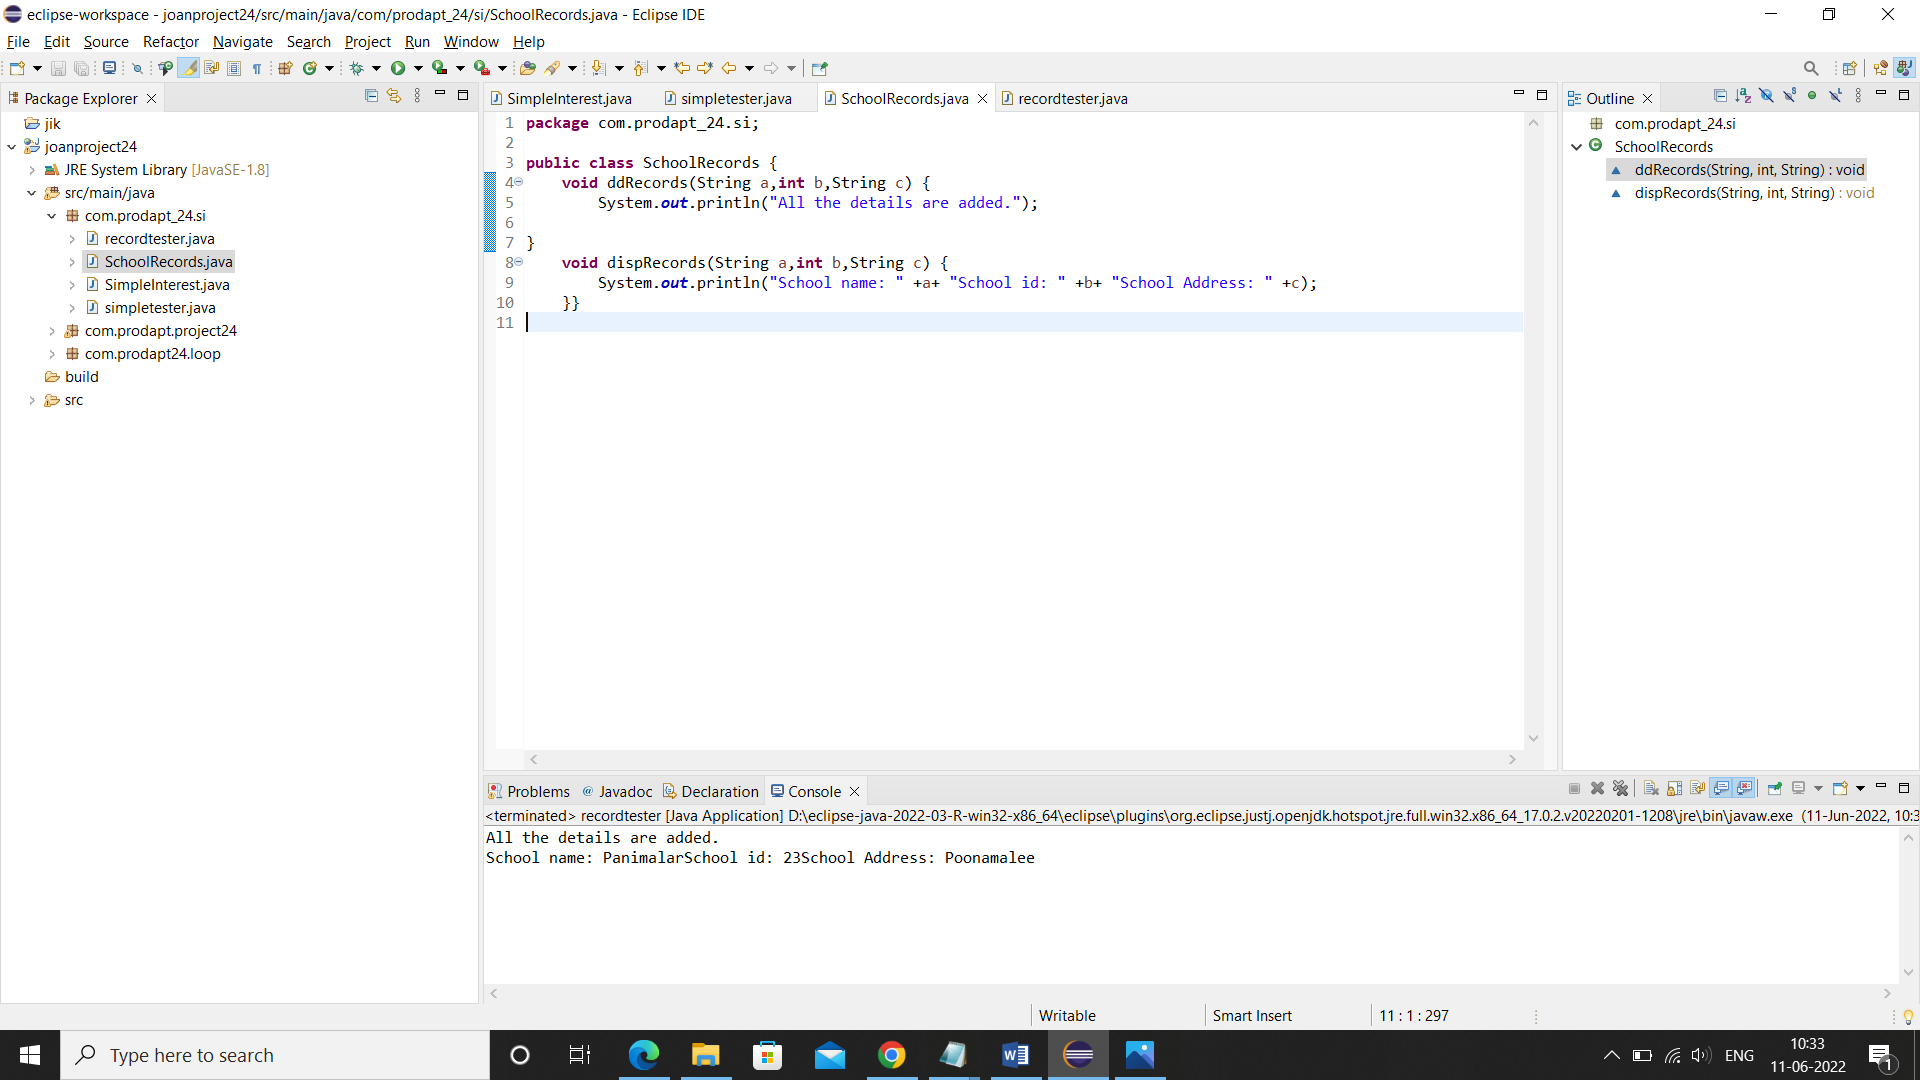 eclipse-workspace - joanproject24/src/main/java/com/prodapt_24/si/SchoolRecords.java - Eclipse IDE
File Edit Source Refactor Navigate Search Project Run Window Help
Package Explorer
jik
joanproject24
JRE System Library [JavaSE-1.8]
src/main/java
com.prodapt_24.si
recordtester.java
SchoolRecords.java
SimpleInterest.java
simpletester.java
com.prodapt.project24
com.prodapt24.loop
build
src
SimpleInterest.java simpletester.java SchoolRecords.java recordtester.java
1 package com.prodapt_24.si;
2
3 public class SchoolRecords {
4 void ddRecords(String a,int b,String c) {
5 System.out.println("All the details are added.");
6
7 }
8 void dispRecords(String a,int b,String c) {
9 System.out.println("School name: " +a+ "School id: " +b+ "School Address: " +c);
10 }}
11
Outline
com.prodapt_24.si
SchoolRecords
ddRecords(String, int, String) : void
dispRecords(String, int, String) : void
Problems @ Javadoc Declaration Console
<terminated> recordtester [Java Application] D:\eclipse-java-2022-03-R-win32-x86_64\eclipse\plugins\org.eclipse.justj.openjdk.hotspot.jre.full.win32.x86_64_17.0.2.v20220201-1208\jre\bin\javaw.exe (11-Jun-2022, 10:3
All the details are added.
School name: PanimalarSchool id: 23School Address: Poonamalee
Writable Smart Insert 11 : 1 : 297
Type here to search
ENG
10:33
11-06-2022
1